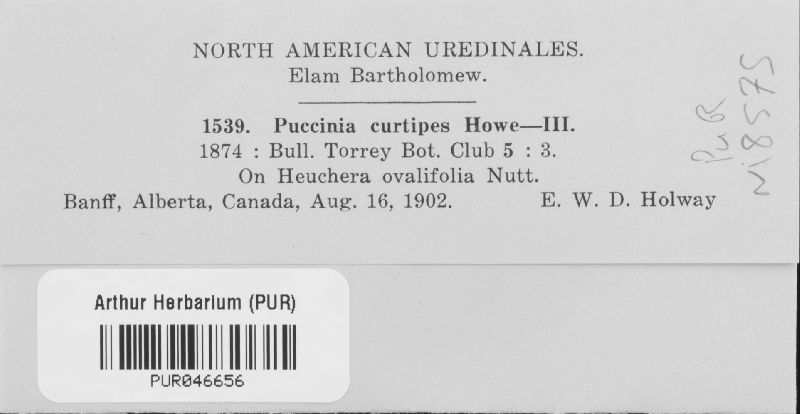 NORTH AMERICAN UREDINALES.
Elam Bartholomew.
1539. Puccinia curtipes Howe—III.
1874 : Bull. Torrey Bot. Club 5 : 3.
On Heuchera ovalifolia Nutt.
Banff, Alberta, Canada, Aug. 16, 1902. E. W. D. Holway
PUR
Arthur Herbarium (PUR)
PUR046656